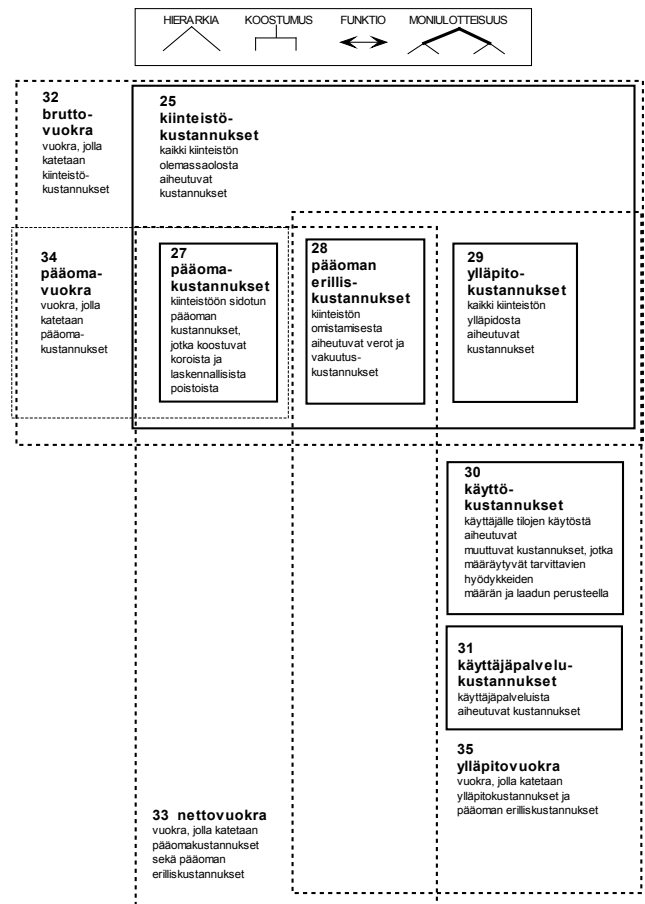 HIERARKIA KOOSTUMUS FUNKTIO MONIULOTTEISUUS
32
brutto-
vuokra
vuokra, jolla
katetaan
kiinteistö-
kustannukset
25
kiinteistö-
kustannukset
kaikki kiinteistön
olemassaolosta
aiheutuvat
kustannukset
34
pääoma-
vuokra
vuokra, jolla
katetaan
pääoma-
kustannukset
27
pääoma-
kustannukset
kiinteistöön sidotun
pääoman
kustannukset,
jotka koostuvat
koroista ja
laskennallisista
poistoista
28
pääoman
erillis-
kustannukset
kiinteistön
omistamisesta
aiheutuvat verot ja
vakuutus-
kustannukset
29
ylläpito-
kustannukset
kaikki kiinteistön
ylläpidosta
aiheutuvat
kustannukset
30
käyttö-
kustannukset
käyttäjälle tilojen käytöstä
aiheutuvat
muuttuvat kustannukset, jotka
määräytyvät tarvittavien
hyödykkeiden
määrän ja laadun perusteella
31
käyttäjäpalvelu-
kustannukset
käyttäjäpalveluista
aiheutuvat kustannukset
35
ylläpitovuokra
vuokra, jolla katetaan
ylläpitokustannukset ja
pääoman erilliskustannukset
33 nettovuokra
vuokra, jolla katetaan
pääomakustannukset
sekä pääoman
erilliskustannukset